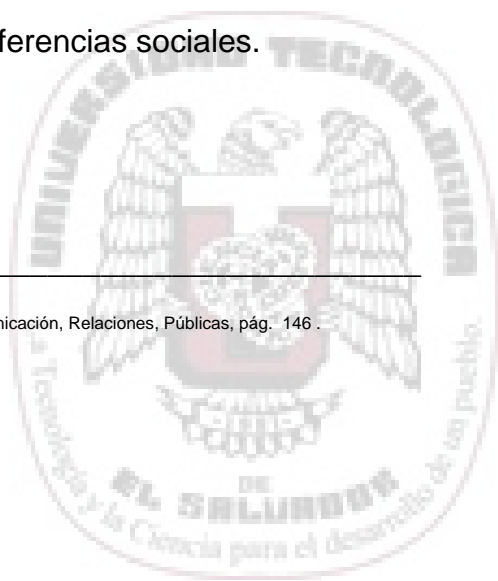 ferencias sociales.
UNIVERSIDAD TECNOLOGICA
nicación, Relaciones, Públicas, pág. 146 .
DE
EL SALVADOR
la Tecnología y la Ciencia para el desarrollo de un pueblo.